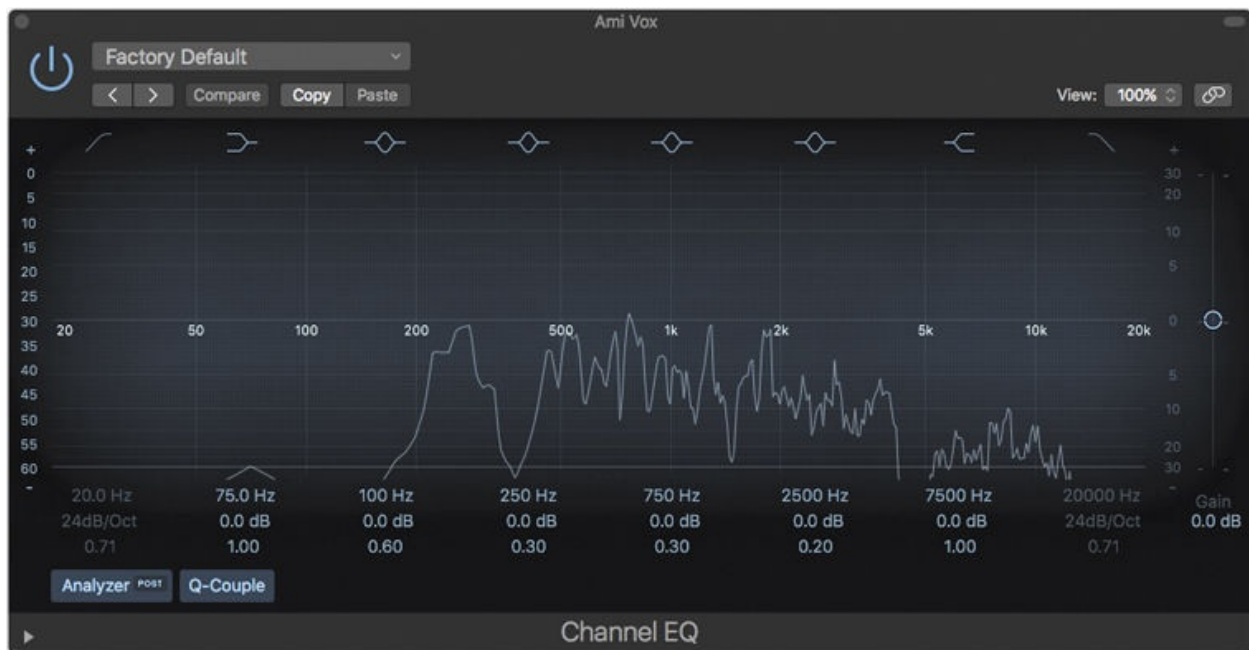 Ami Vox
Factory Default
Compare Copy Paste View: 100%
+ +
0 30
5 20
10 10
15
20 5
25
30 20 50 100 200 500 1k 2k 5k 10k 20k 0
35
40 5
45
50 10
55 20
60 30
- -
20.0 Hz 75.0 Hz 100 Hz 250 Hz 750 Hz 2500 Hz 7500 Hz 20000 Hz Gain
24dB/Oct 0.0 dB 0.0 dB 0.0 dB 0.0 dB 0.0 dB 0.0 dB 24dB/Oct 0.0 dB
0.71 1.00 0.60 0.30 0.30 0.20 1.00 0.71
Analyzer POST Q-Couple
Channel EQ